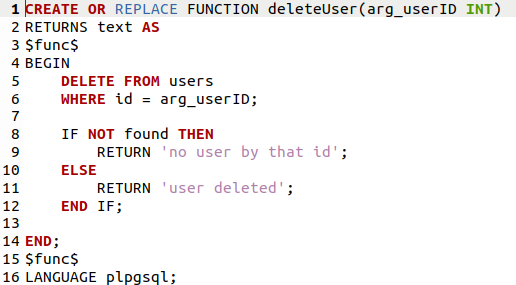 1 CREATE OR REPLACE FUNCTION deleteUser(arg_userID INT)
2 RETURNS text AS
3 $func$
4 BEGIN
5     DELETE FROM users
6     WHERE id = arg_userID;
7
8     IF NOT found THEN
9         RETURN 'no user by that id';
10     ELSE
11         RETURN 'user deleted';
12     END IF;
13
14 END;
15 $func$
16 LANGUAGE plpgsql;